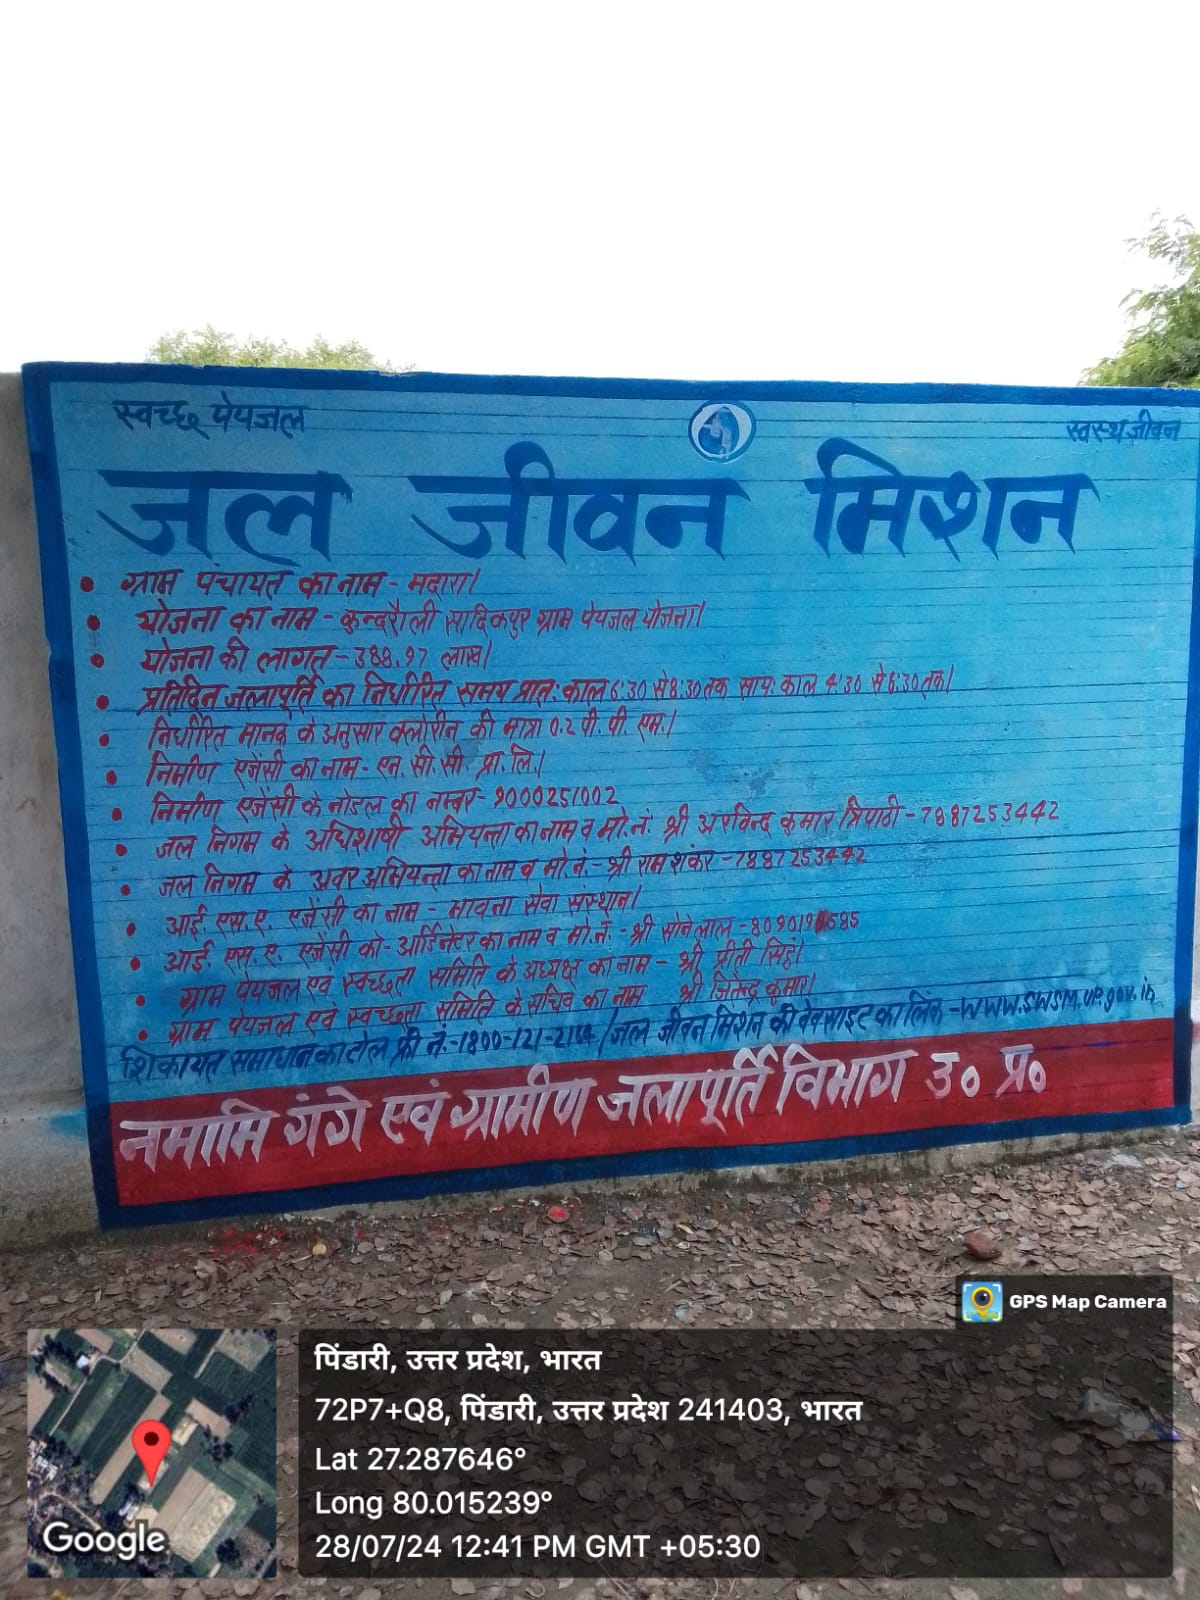 स्वच्छ पेयजल
स्वस्थ जीवन
जल जीवन मिशन
• ग्राम पंचायत का नाम - मदारा।
• योजना का नाम - कुन्दरौली सादिकपुर ग्राम पेयजल योजना।
• योजना की लागत - 388.97 लाख।
• प्रतिदिन जलापूर्ति का निर्धारित समय प्रातः काल 6:30 से 8:30 तक सायः काल 4:30 से 6:30 तक।
• निर्धारित मानक के अनुसार क्लोरीन की मात्रा 0.2 पी. पी. एम.।
• निर्माण एजेंसी का नाम - एन. सी. सी. प्रा. लि.।
• निर्माण एजेंसी के नोडल का नम्बर - 9000251002
• जल निगम के अधिशाषी अभियन्ता का नाम व मो.नं. श्री अरविन्द कुमार त्रिपाठी - 7887253442
• जल निगम के अवर अभियन्ता का नाम व मो.नं. - श्री राम शंकर - 7887253442
• आई. एस. ए. एजेंसी का नाम - भावना सेवा संस्थान।
• आई. एस. ए. एजेंसी को- आर्डिनेटर का नाम व मो.नं. - श्री सोने लाल -
• ग्राम पेयजल एवं स्वच्छता समिति के अध्यक्ष का नाम - श्री प्रीती सिंह।
• ग्राम पेयजल एवं स्वच्छता समिति के सचिव का नाम श्री जितेन्द्र कुमार।
शिकायत समाधान का टोल फ्री नं. - 1800-121-2164 / जल जीवन मिशन की वेबसाइट का लिंक - www.swsm.up.gov.in
नमामि गंगे एवं ग्रामीण जलापूर्ति विभाग उ० प्र०
GPS Map Camera
पिंडारी, उत्तर प्रदेश, भारत
72P7+Q8, पिंडारी, उत्तर प्रदेश 241403, भारत
Lat 27.287646°
Long 80.015239°
28/07/24 12:41 PM GMT +05:30
Google